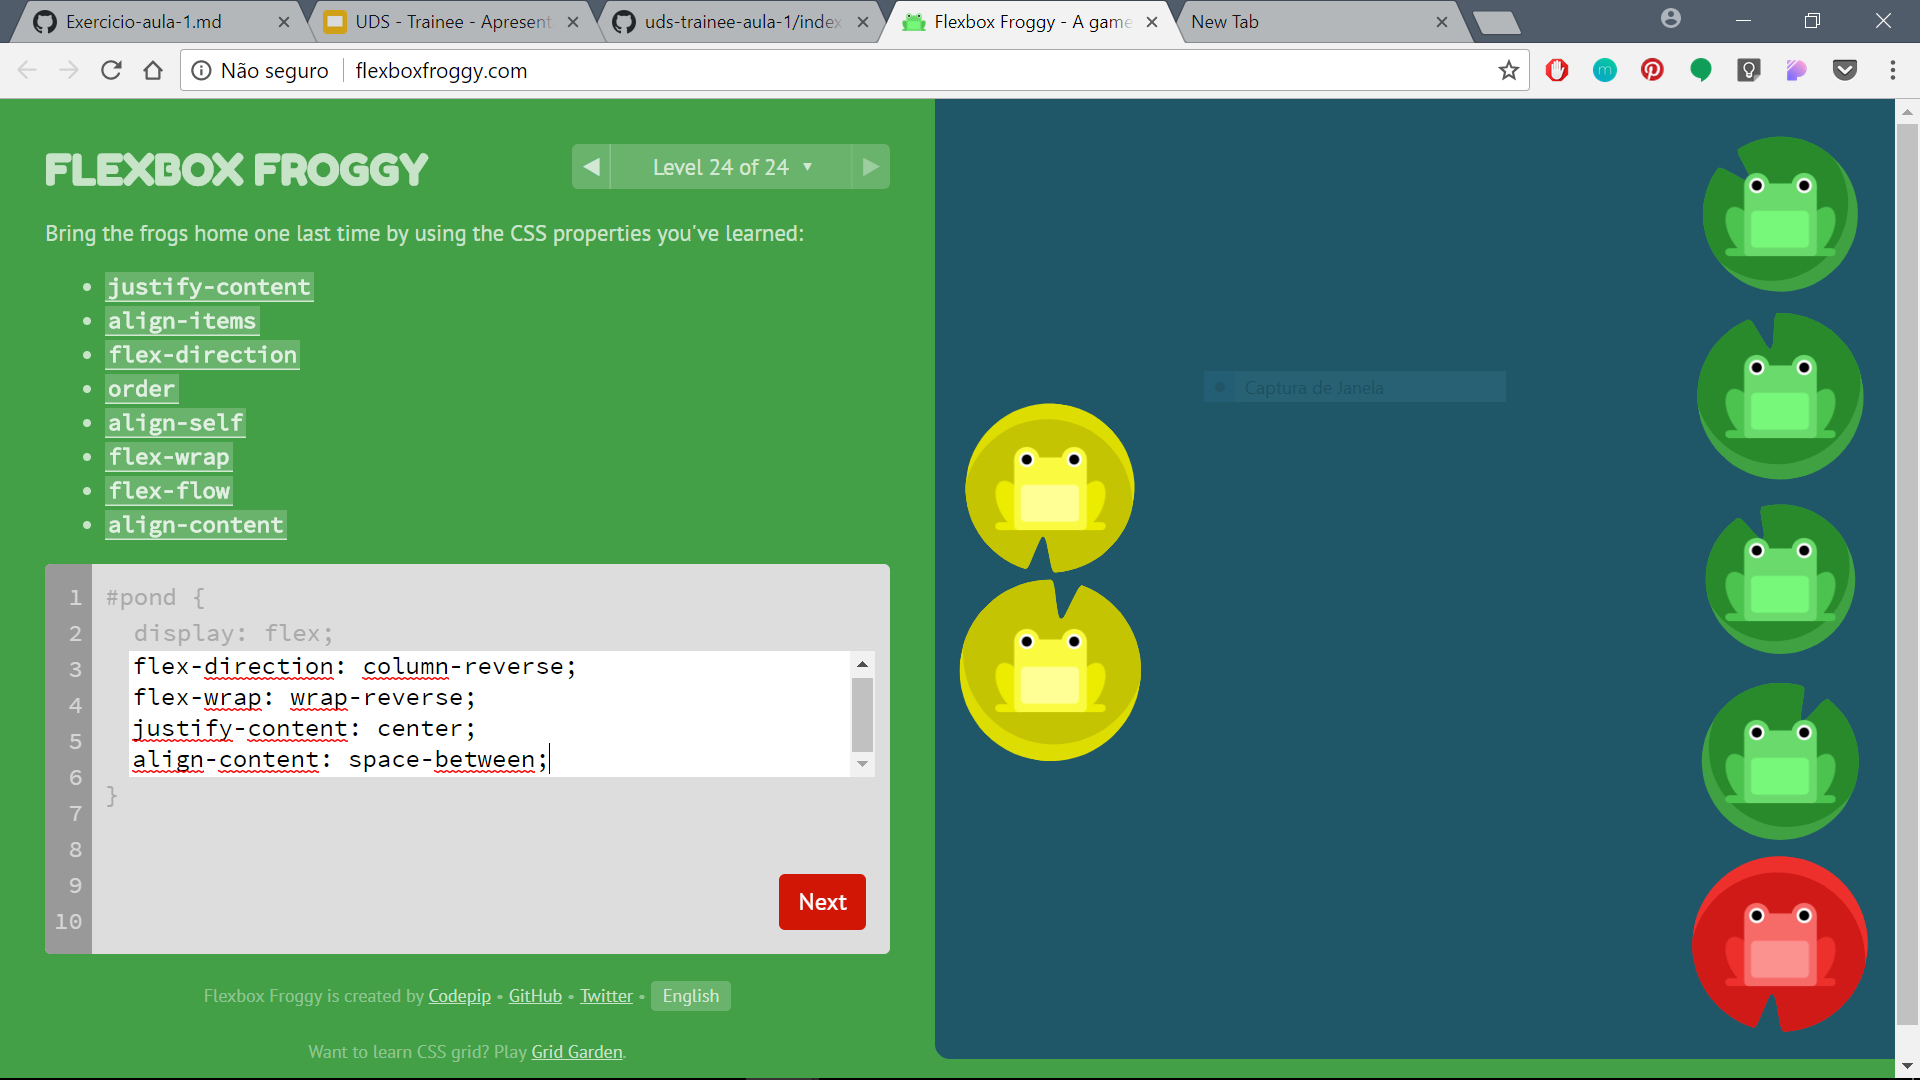 Exercicio-aula-1.md
UDS - Trainee - Apresent
uds-trainee-aula-1/index
Flexbox Froggy - A game
New Tab
Não seguro
flexboxfroggy.com
FLEXBOX FROGGY
Level 24 of 24
Bring the frogs home one last time by using the CSS properties you've learned:
justify-content
align-items
flex-direction
order
align-self
flex-wrap
flex-flow
align-content
1 #pond {
2 display: flex;
3 flex-direction: column-reverse;
4 flex-wrap: wrap-reverse;
5 justify-content: center;
6 align-content: space-between;
7 }
8
9
10
Next
Captura de Janela
Flexbox Froggy is created by Codepip • GitHub • Twitter • English
Want to learn CSS grid? Play Grid Garden.